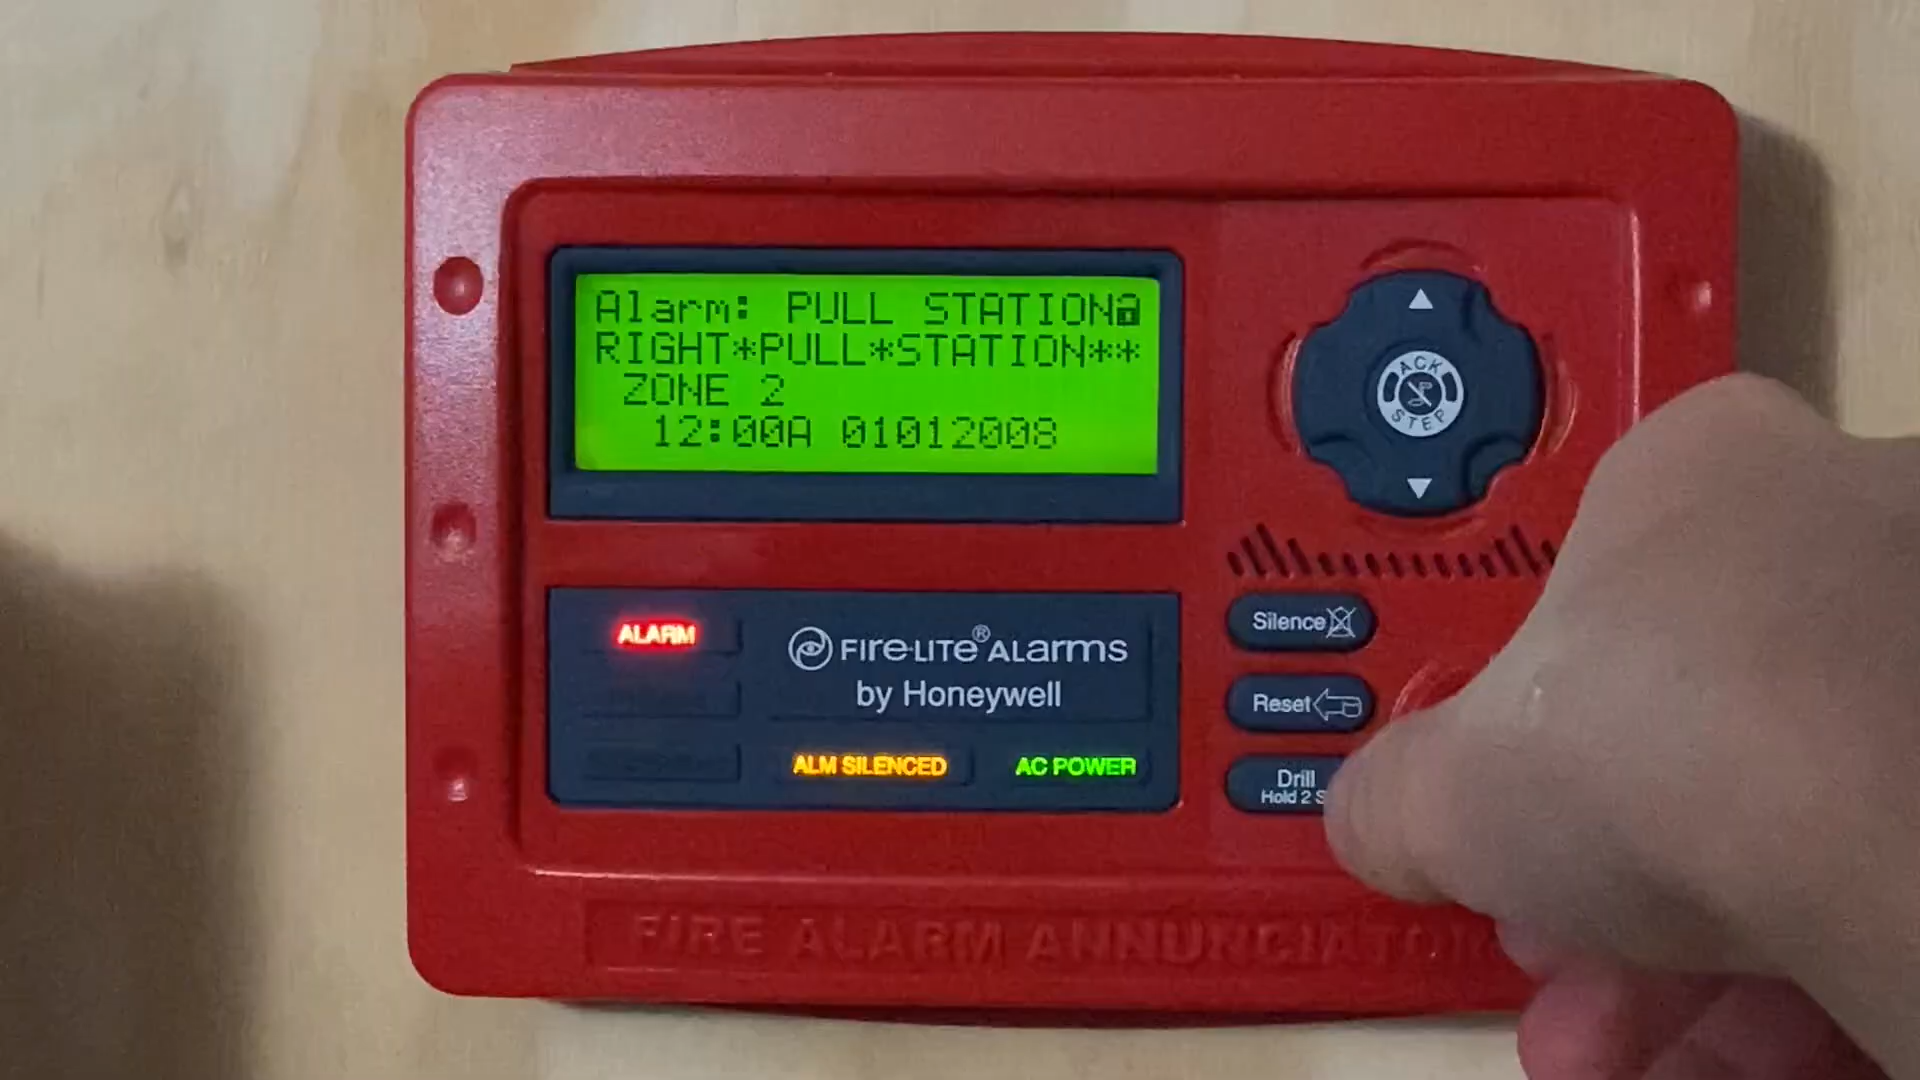 Alarm: PULL STATION
RIGHT*PULL*STATION**
ZONE 2
12:00A 01012008
ACK
STEP
Silence
Reset
Drill
Hold 2 S
ALARM
FIRE-LITE® ALARMS
by Honeywell
ALM SILENCED
AC POWER
FIRE ALARM ANNUNCIATOR